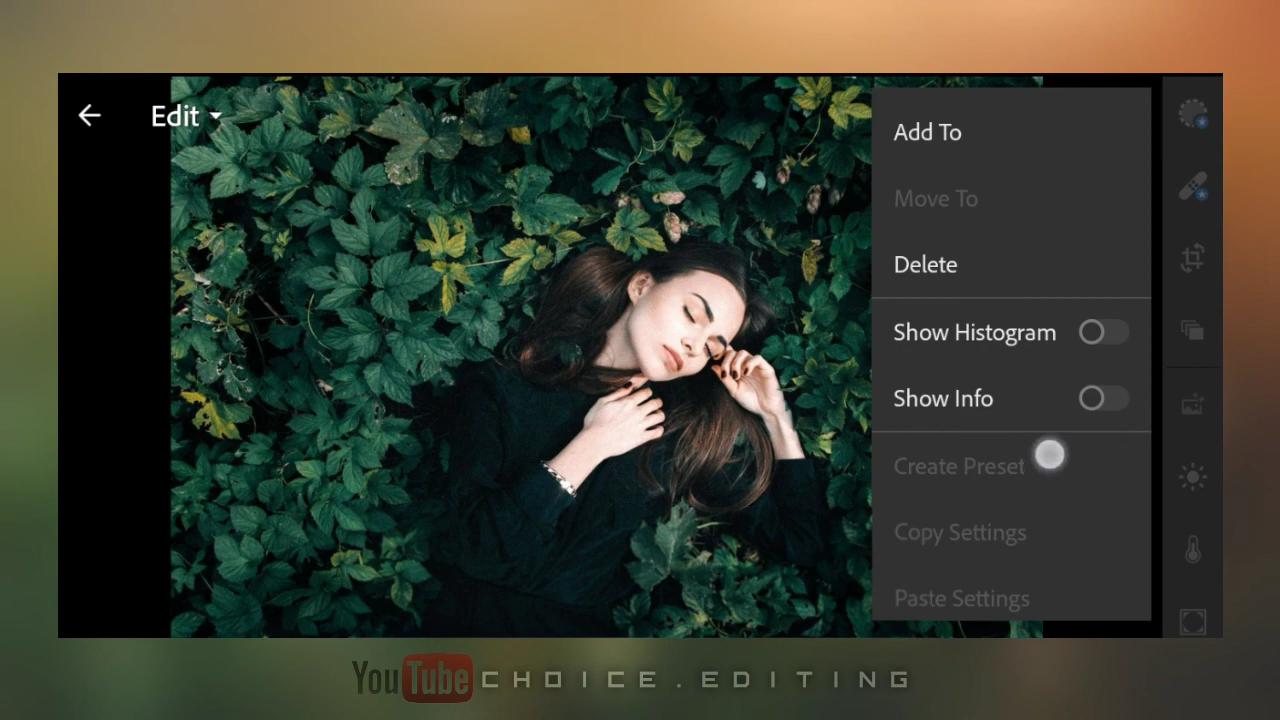 Edit
Add To
Move To
Delete
Show Histogram
Show Info
Create Preset
Copy Settings
Paste Settings
YouTube CHOICE.EDITING